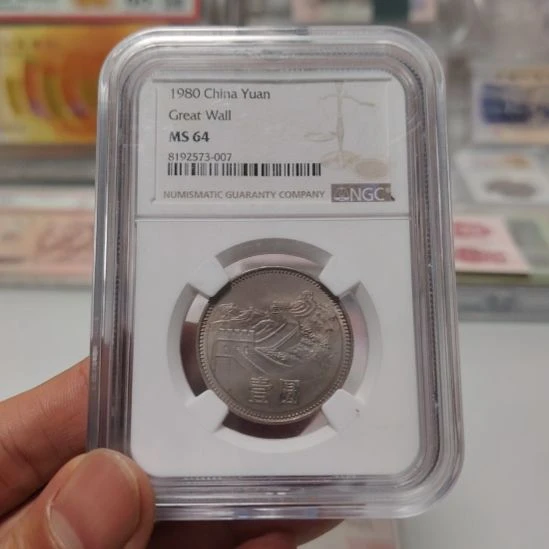 1980 China Yuan
Great Wall
MS 64
8192573-007
NUMISMATIC GUARANTY COMPANY NGC
壹圆